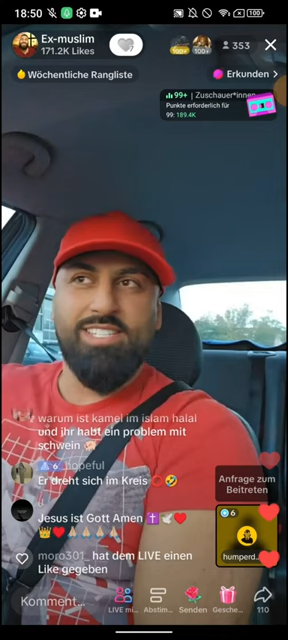 18:50
100
Ex-muslim
171.2K Likes
100+
100+
353
Wöchentliche Rangliste
Erkunden >
99+ | Zuschauer*innen
Punkte erforderlich für
99: 189.4K
warum ist kamel im islam halal
und ihr habt ein problem mit
schwein
6 hopeful
Er dreht sich im Kreis
Jesus ist Gott Amen
moro301_ hat dem LIVE einen
Like gegeben
Anfrage zum
Beitreten
6
humperd...
Komment...
LIVE mi...
Abstim...
Senden
Gesche...
110